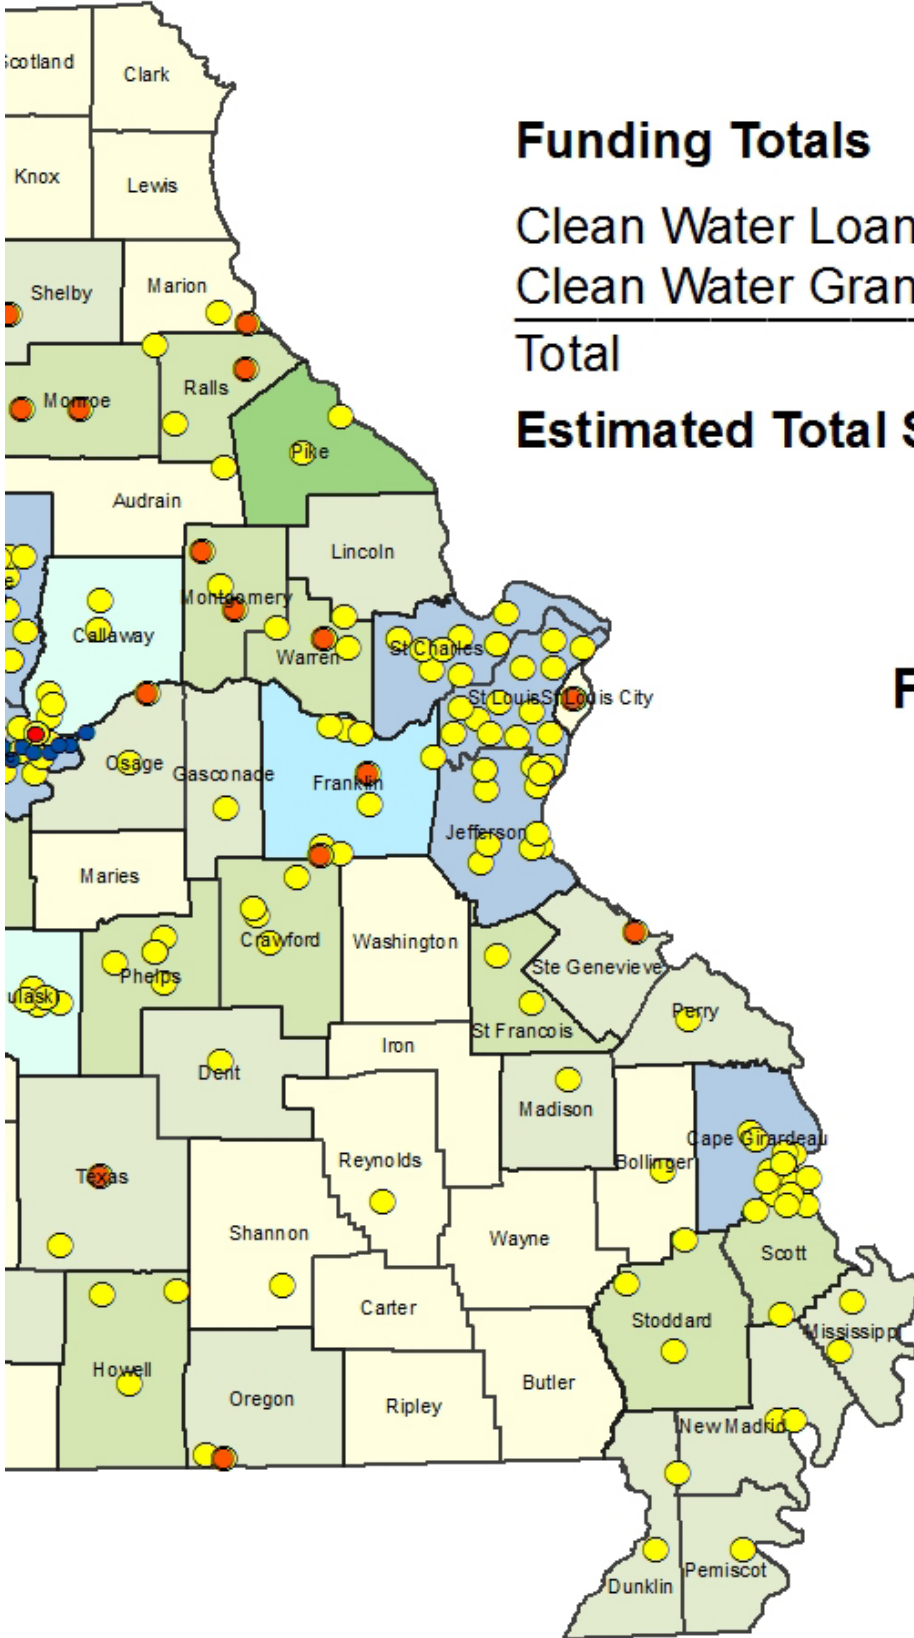 Funding Totals
Clean Water Loan
Clean Water Gran
Total
Estimated Total S
F
cotland
Clark
Knox
Lewis
Shelby
Marion
Monroe
Ralls
Pike
Audrain
Lincoln
e
Montgomery
Callaway
St Charles
Warren
St Louis
St Louis City
Osage
Gasconade
Franklin
Jefferson
Maries
Crawford
Washington
Ste Genevieve
Phelps
ulaski
St Francois
Perry
Iron
Dent
Madison
Cape Girardeau
Reynolds
Bollinger
Texas
Shannon
Wayne
Scott
Carter
Stoddard
Mississippi
Howell
Butler
Oregon
Ripley
New Madrid
Pemiscot
Dunklin